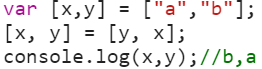 var [x,y] = ["a","b"];
[x, y] = [y, x];
console.log(x,y);//b,a